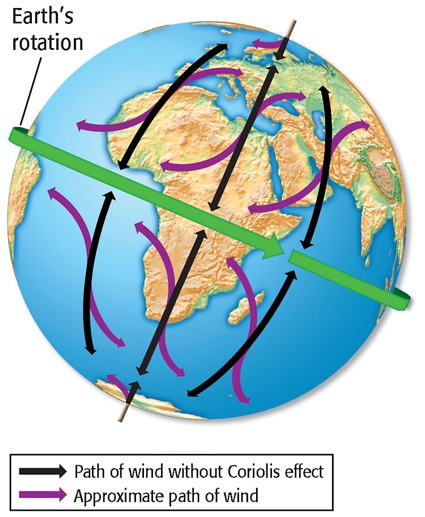 Earth's
rotation
Path of wind without Coriolis effect
Approximate path of wind